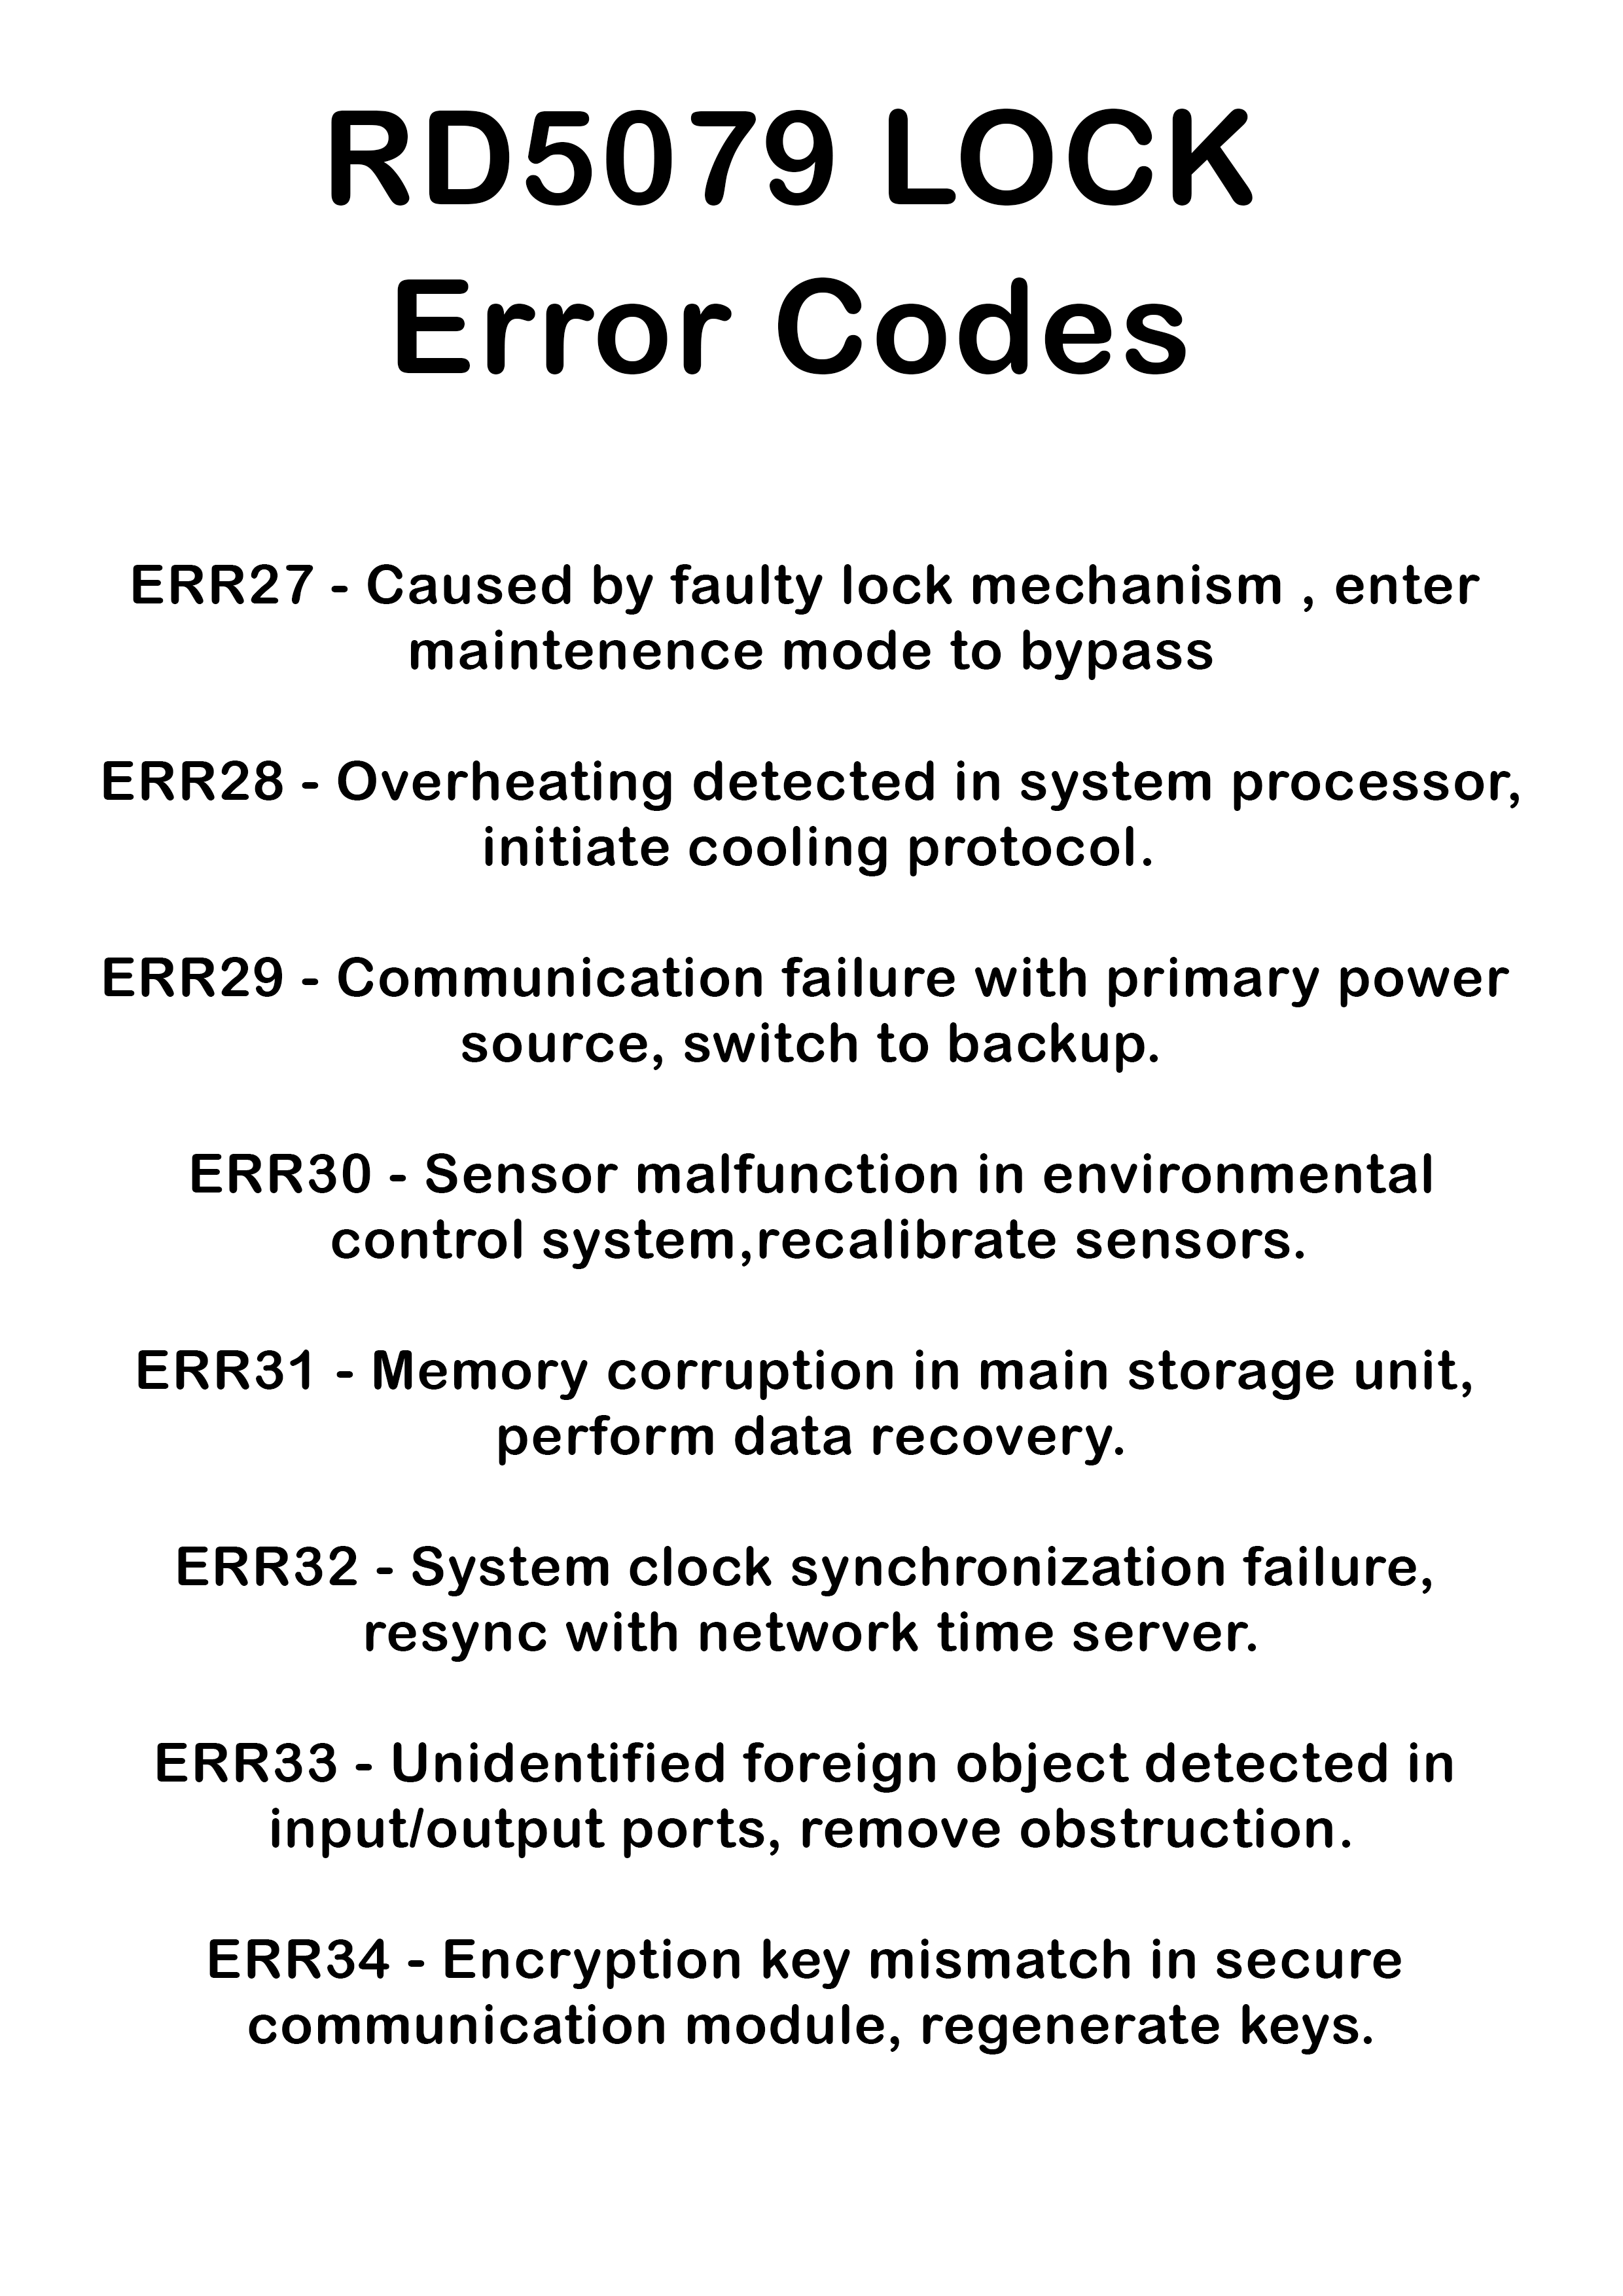 RD5079 LOCK
Error Codes
ERR27 - Caused by faulty lock mechanism , enter
maintenence mode to bypass
ERR28 - Overheating detected in system processor,
initiate cooling protocol.
ERR29 - Communication failure with primary power
source, switch to backup.
ERR30 - Sensor malfunction in environmental
control system,recalibrate sensors.
ERR31 - Memory corruption in main storage unit,
perform data recovery.
ERR32 - System clock synchronization failure,
resync with network time server.
ERR33 - Unidentified foreign object detected in
input/output ports, remove obstruction.
ERR34 - Encryption key mismatch in secure
communication module, regenerate keys.